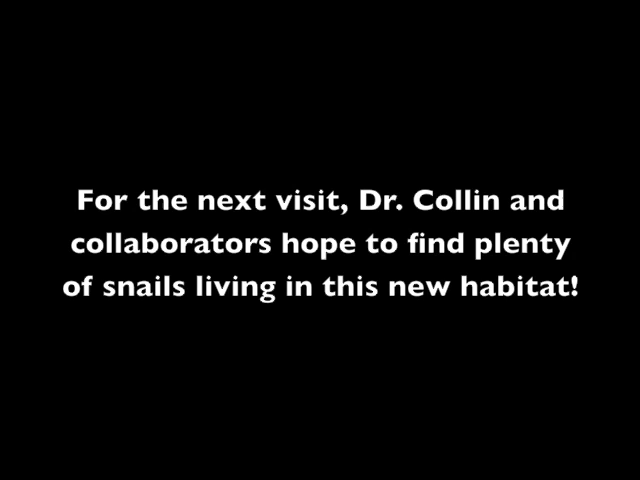 For the next visit, Dr. Collin and
collaborators hope to find plenty
of snails living in this new habitat!